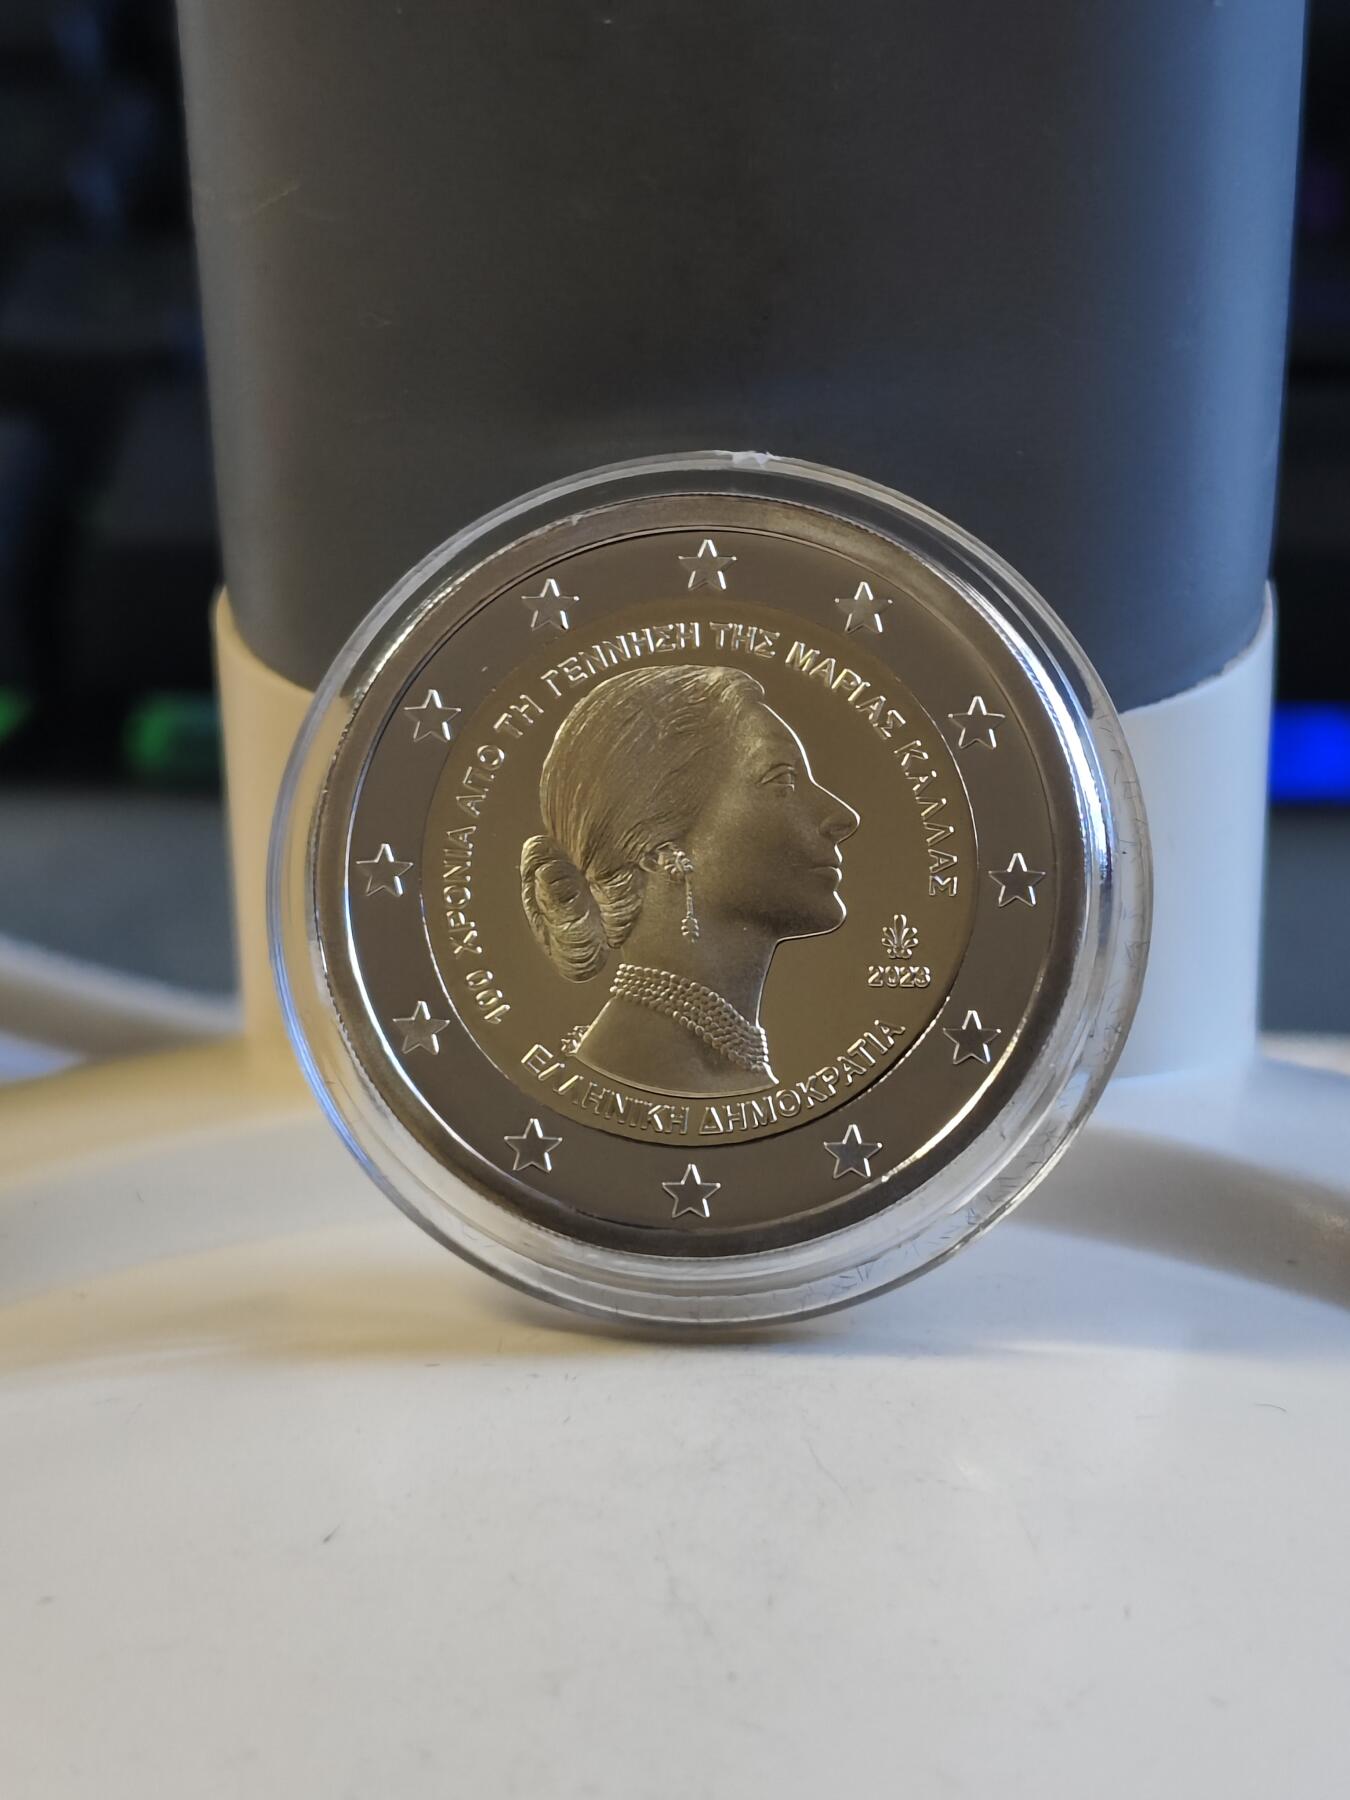 100 ΧΡΟΝΙΑ ΑΠΟ ΤΗ ΓΕΝΝΗΣΗ ΤΗΣ ΜΑΡΙΑΣ ΚΑΛΛΑΣ
2023
ΕΛΛΗΝΙΚΗ ΔΗΜΟΚΡΑΤΙΑ